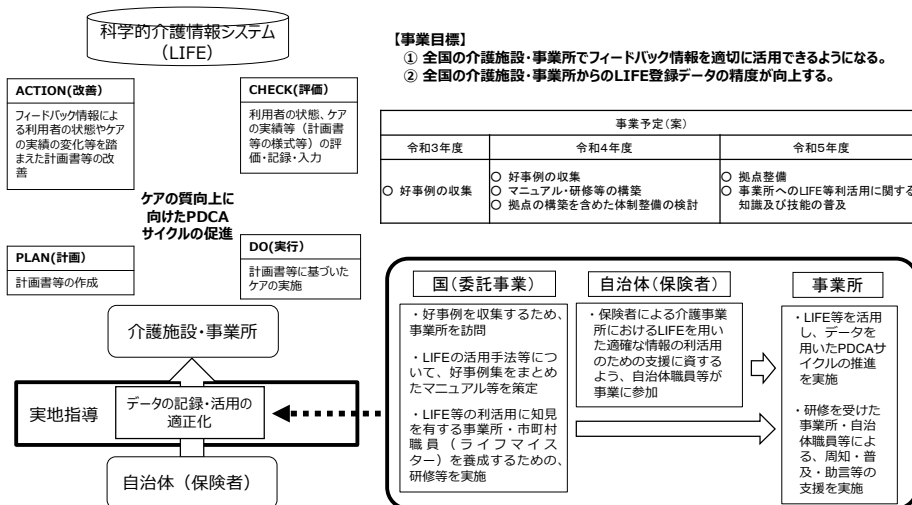 科学的介護情報システム
（LIFE）
ACTION(改善）
フィードバック情報によ
る利用者の状態やケア
の実績の変化等を踏
まえた計画書等の改
善
CHECK(評価）
利用者の状態、ケア
の実績等（計画書
等の様式等）の評
価・記録・入力
ケアの質向上に
向けたPDCA
サイクルの促進
PLAN(計画）
計画書等の作成
DO(実行）
計画書等に基づいた
ケアの実施
介護施設・事業所
実地指導
データの記録・活用の
適正化
自治体（保険者）
【事業目標】
① 全国の介護施設・事業所でフィードバック情報を適切に活用できるようになる。
② 全国の介護施設・事業所からのLIFE登録データの精度が向上する。
事業予定（案）
令和3年度 令和4年度 令和5年度
○ 好事例の収集
○ 好事例の収集
○ マニュアル・研修等の構築
○ 拠点の構築を含めた体制整備の検討
○ 拠点整備
○ 事業所へのLIFE等利活用に関する
知識及び技能の普及
国（委託事業）
・好事例を収集するため、
事業所を訪問
・LIFEの活用手法等につ
いて、好事例集をまとめ
たマニュアル等を策定
・LIFE等の利活用に知見
を有する事業所・市町村
職員（ライフマイス
ター）を養成するための、
研修等を実施
自治体（保険者）
・保険者による介護事業
所におけるLIFEを用い
た適確な情報の利活用
のための支援に資する
よう、自治体職員等が
事業に参加
事業所
・LIFE等を活用
し、データを
用いたPDCAサ
イクルの推進
を実施
・研修を受けた
事業所・自治
体職員等によ
る、周知・普
及・助言等の
支援を実施